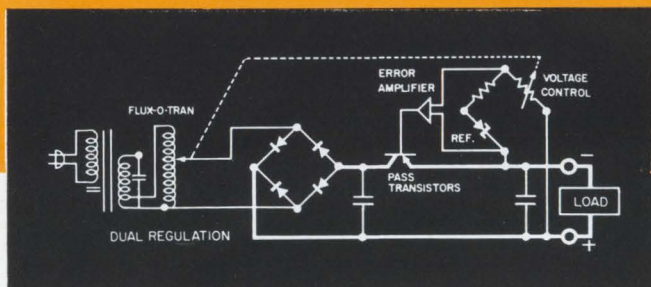 ERROR
AMPLIFIER
VOLTAGE
CONTROL
FLUX-O-TRAN
REF.
PASS
TRANSISTORS
−
LOAD
+
DUAL REGULATION